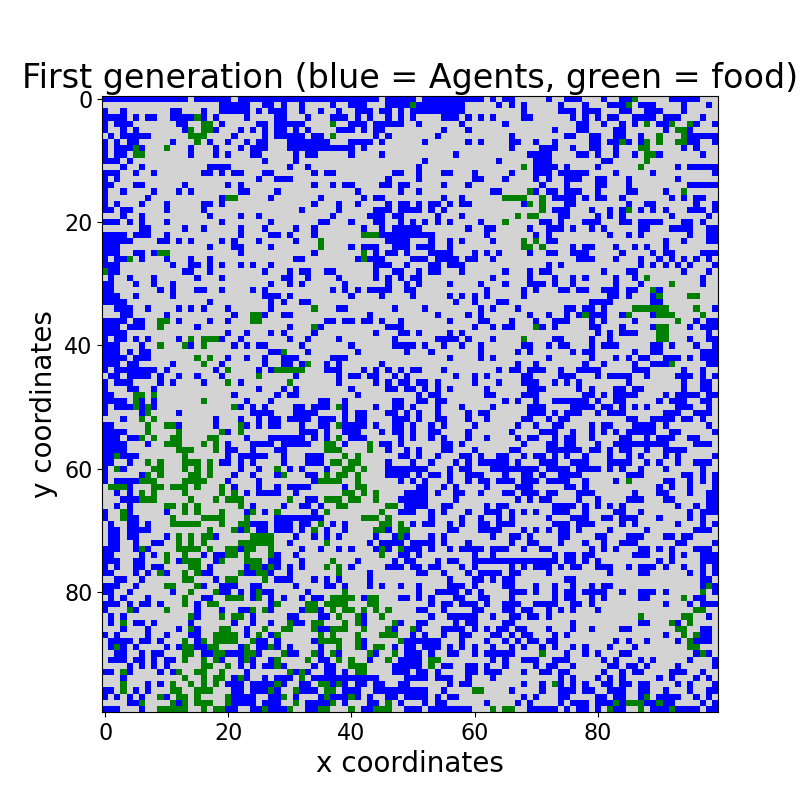 First generation (blue = Agents, green = food)
0
20
40
60
80
y coordinates
0 20 40 60 80
x coordinates